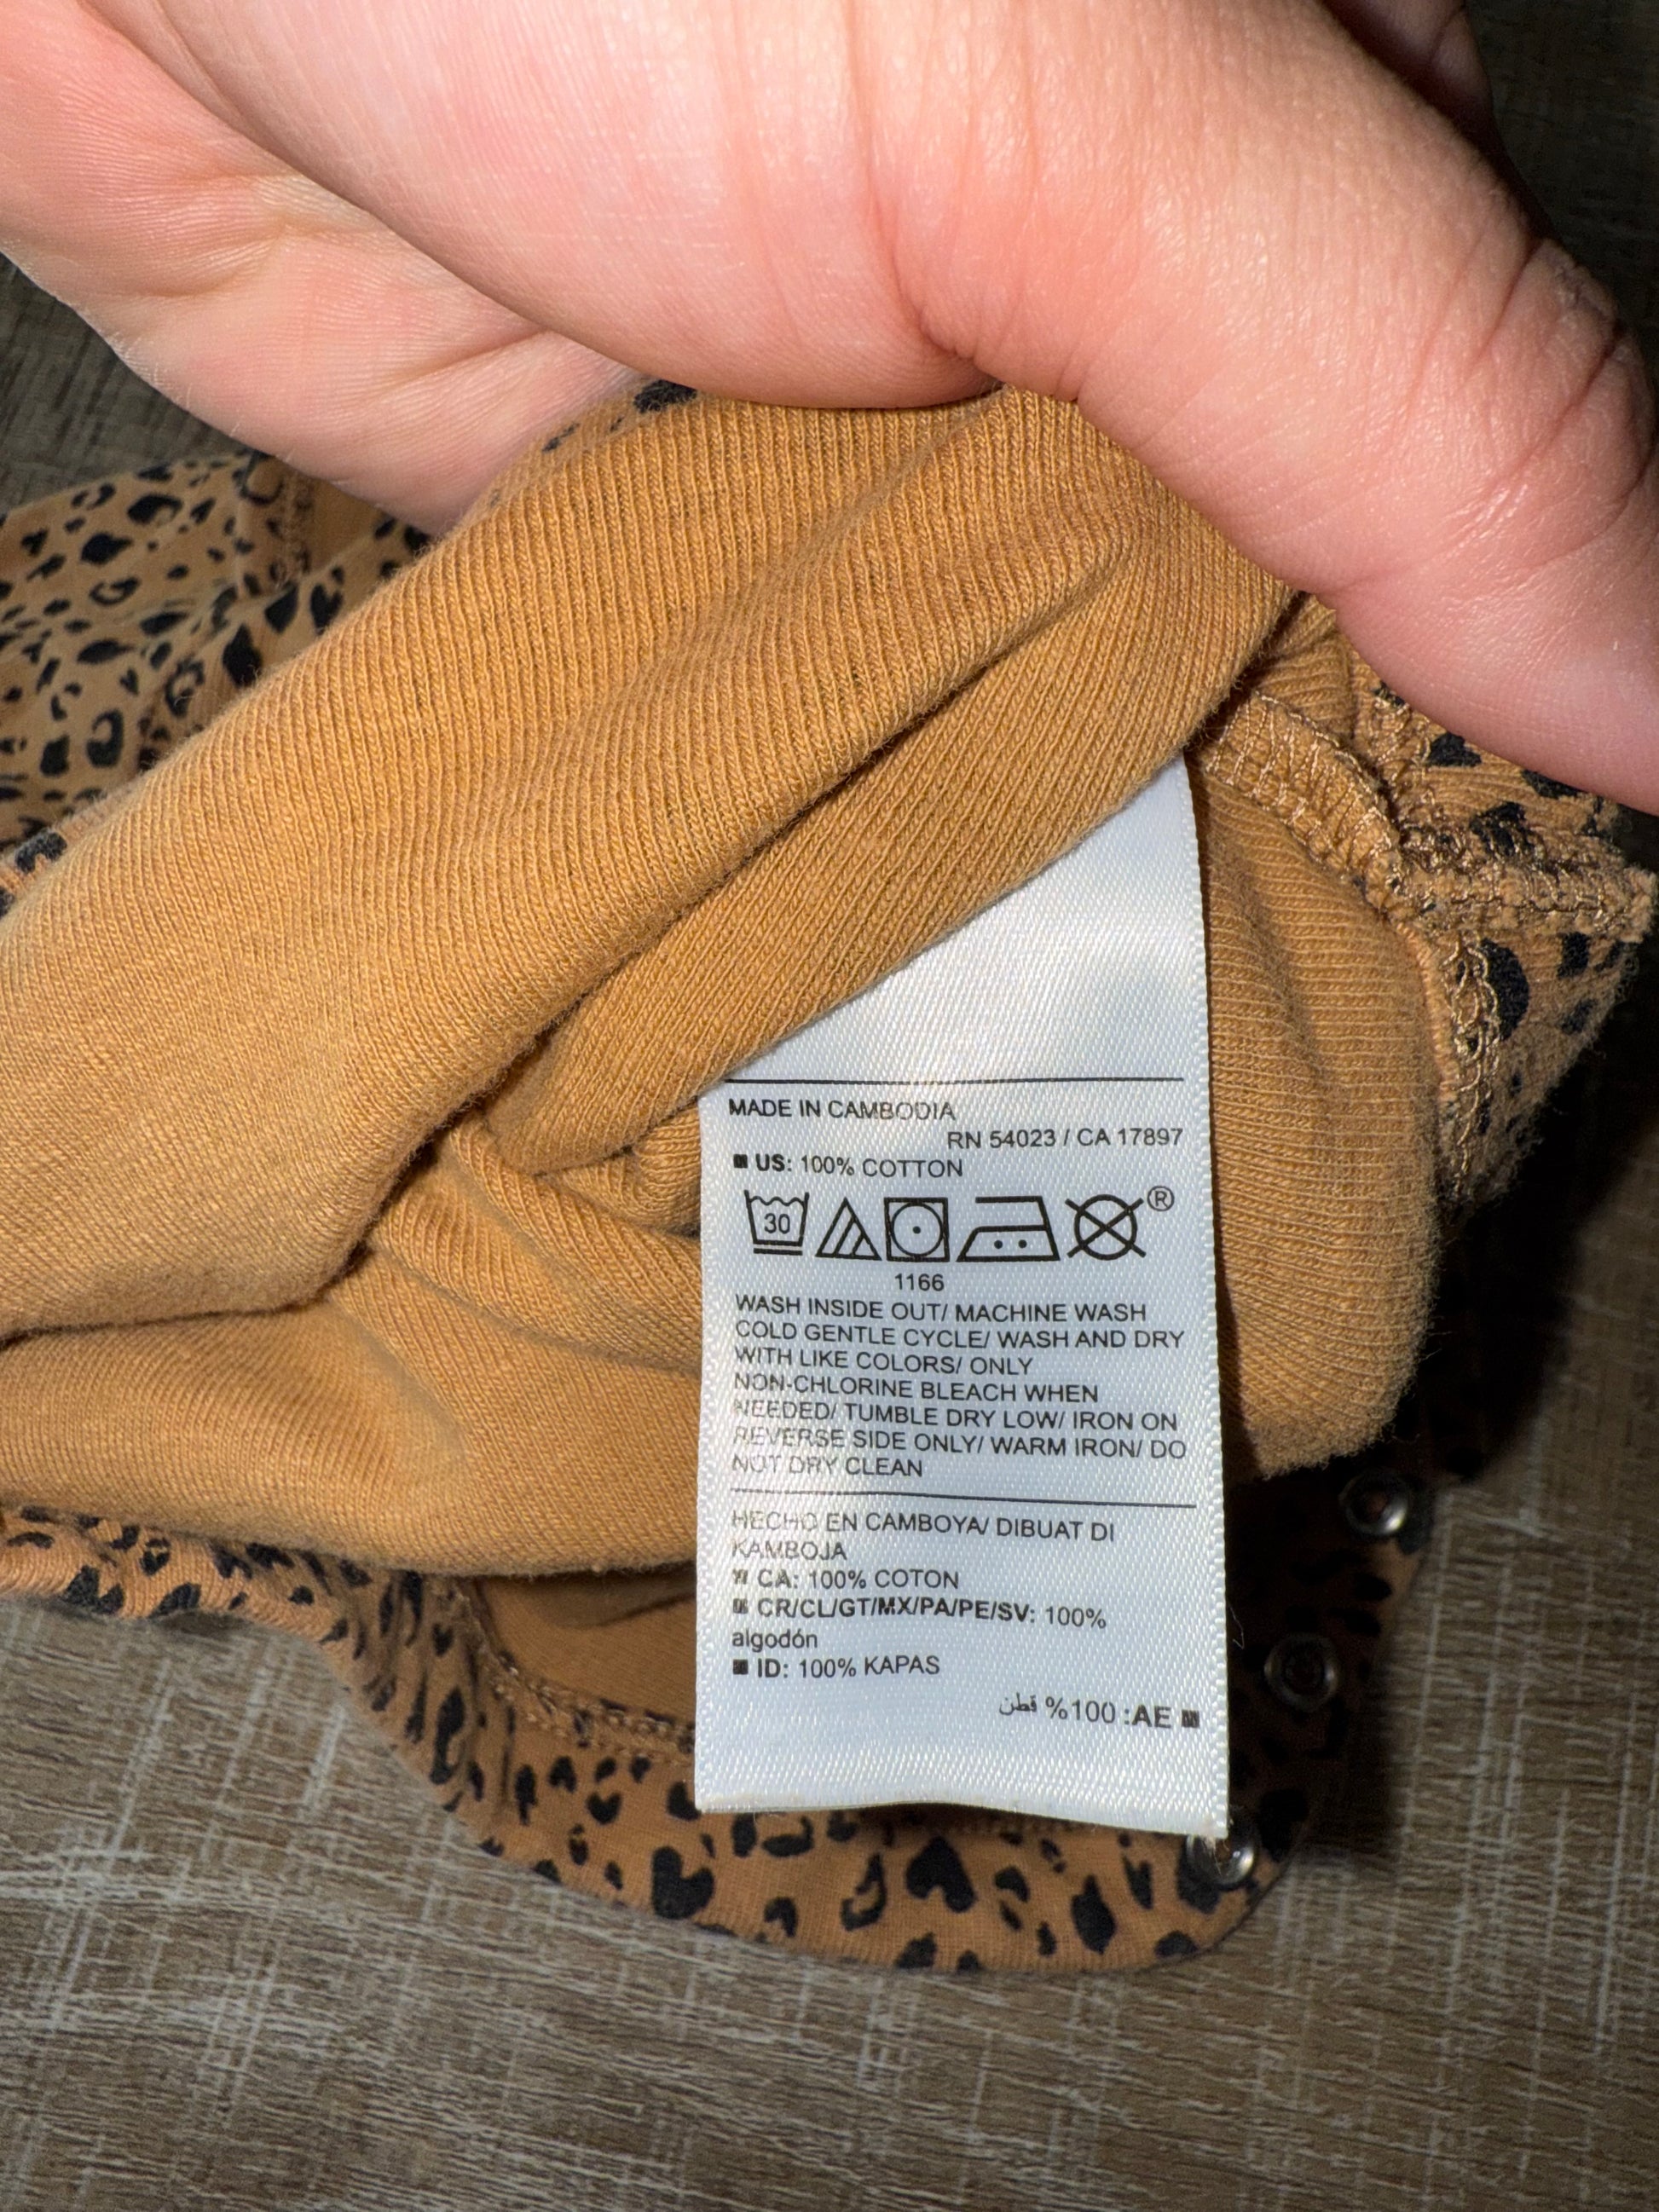 MADE IN CAMBODIA
RN 54023 / CA 17897
■ US: 100% COTTON
30
®
1166
WASH INSIDE OUT/ MACHINE WASH
COLD GENTLE CYCLE/ WASH AND DRY
WITH LIKE COLORS/ ONLY
NON-CHLORINE BLEACH WHEN
NEEDED/ TUMBLE DRY LOW/ IRON ON
REVERSE SIDE ONLY/ WARM IRON/ DO
NOT DRY CLEAN
HECHO EN CAMBOYA/ DIBUAT DI
KAMBOJA
■ CA: 100% COTON
■ CR/CL/GT/MX/PA/PE/SV: 100%
algodón
■ ID: 100% KAPAS
■ AE: 100% قطن